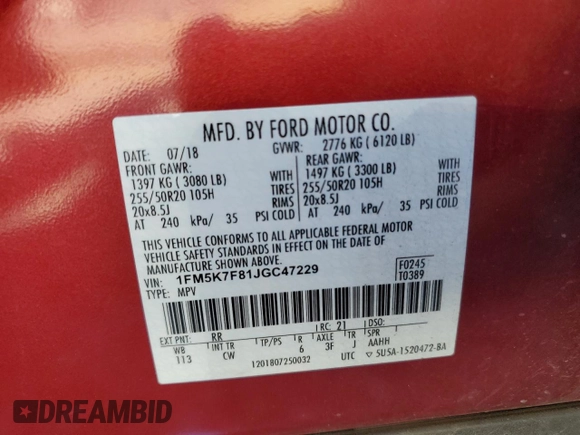 MFD. BY FORD MOTOR CO.
DATE: 07/18 GVWR: 2776 KG ( 6120 LB)
FRONT GAWR: REAR GAWR:
1397 KG ( 3080 LB) WITH 1497 KG ( 3300 LB) WITH
255/50R20 105H TIRES 255/50R20 105H TIRES
20x8.5J RIMS 20x8.5J RIMS
AT 240 kPa/ 35 PSI COLD AT 240 kPa/ 35 PSI COLD
THIS VEHICLE CONFORMS TO ALL APPLICABLE FEDERAL MOTOR
VEHICLE SAFETY STANDARDS IN EFFECT ON THE DATE OF
MANUFACTURE SHOWN ABOVE.
VIN: 1FM5K7F81JGC47229 F0245
TYPE: MPV T0389
EXT PNT: RR RC: 21 DSO:
WB INT TR TP/PS R AXLE TR SPR
113 CW 6 3F J AAHH
1201807250032 UTC ▽ 5U5A-1520472-BA
DREAMBID